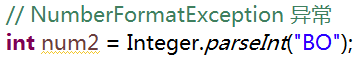 // NumberFormatException 异常
int num2 = Integer.parseInt("BO");